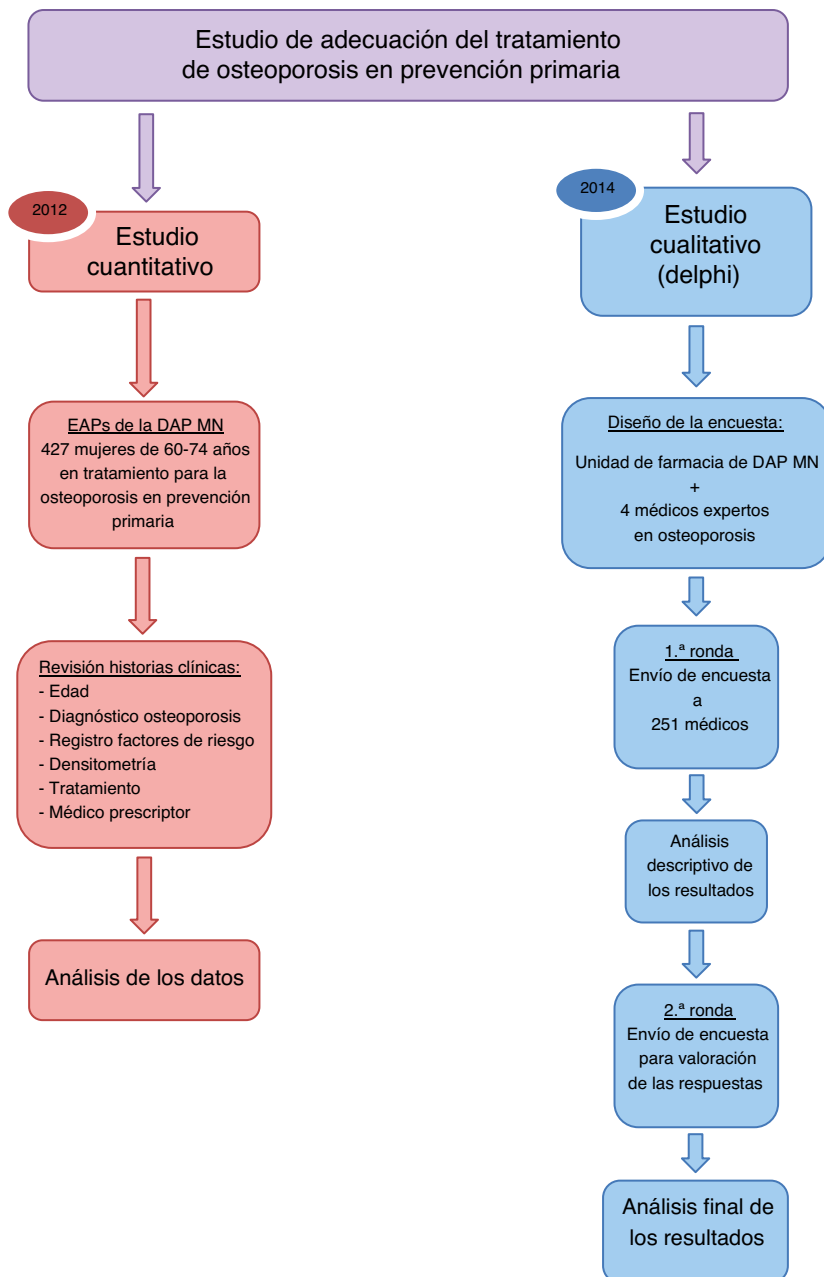 Estudio de adecuación del tratamiento
de osteoporosis en prevención primaria
2012
Estudio
cuantitativo
EAPs de la DAP MN
427 mujeres de 60-74 años
en tratamiento para la
osteoporosis en prevención
primaria
Revisión historias clínicas:
- Edad
- Diagnóstico osteoporosis
- Registro factores de riesgo
- Densitometría
- Tratamiento
- Médico prescriptor
Análisis de los datos
2014
Estudio
cualitativo
(delphi)
Diseño de la encuesta:
Unidad de farmacia de DAP MN
+
4 médicos expertos
en osteoporosis
1.ª ronda
Envío de encuesta
a
251 médicos
Análisis
descriptivo de
los resultados
2.ª ronda
Envío de encuesta
para valoración
de las respuestas
Análisis final de
los resultados